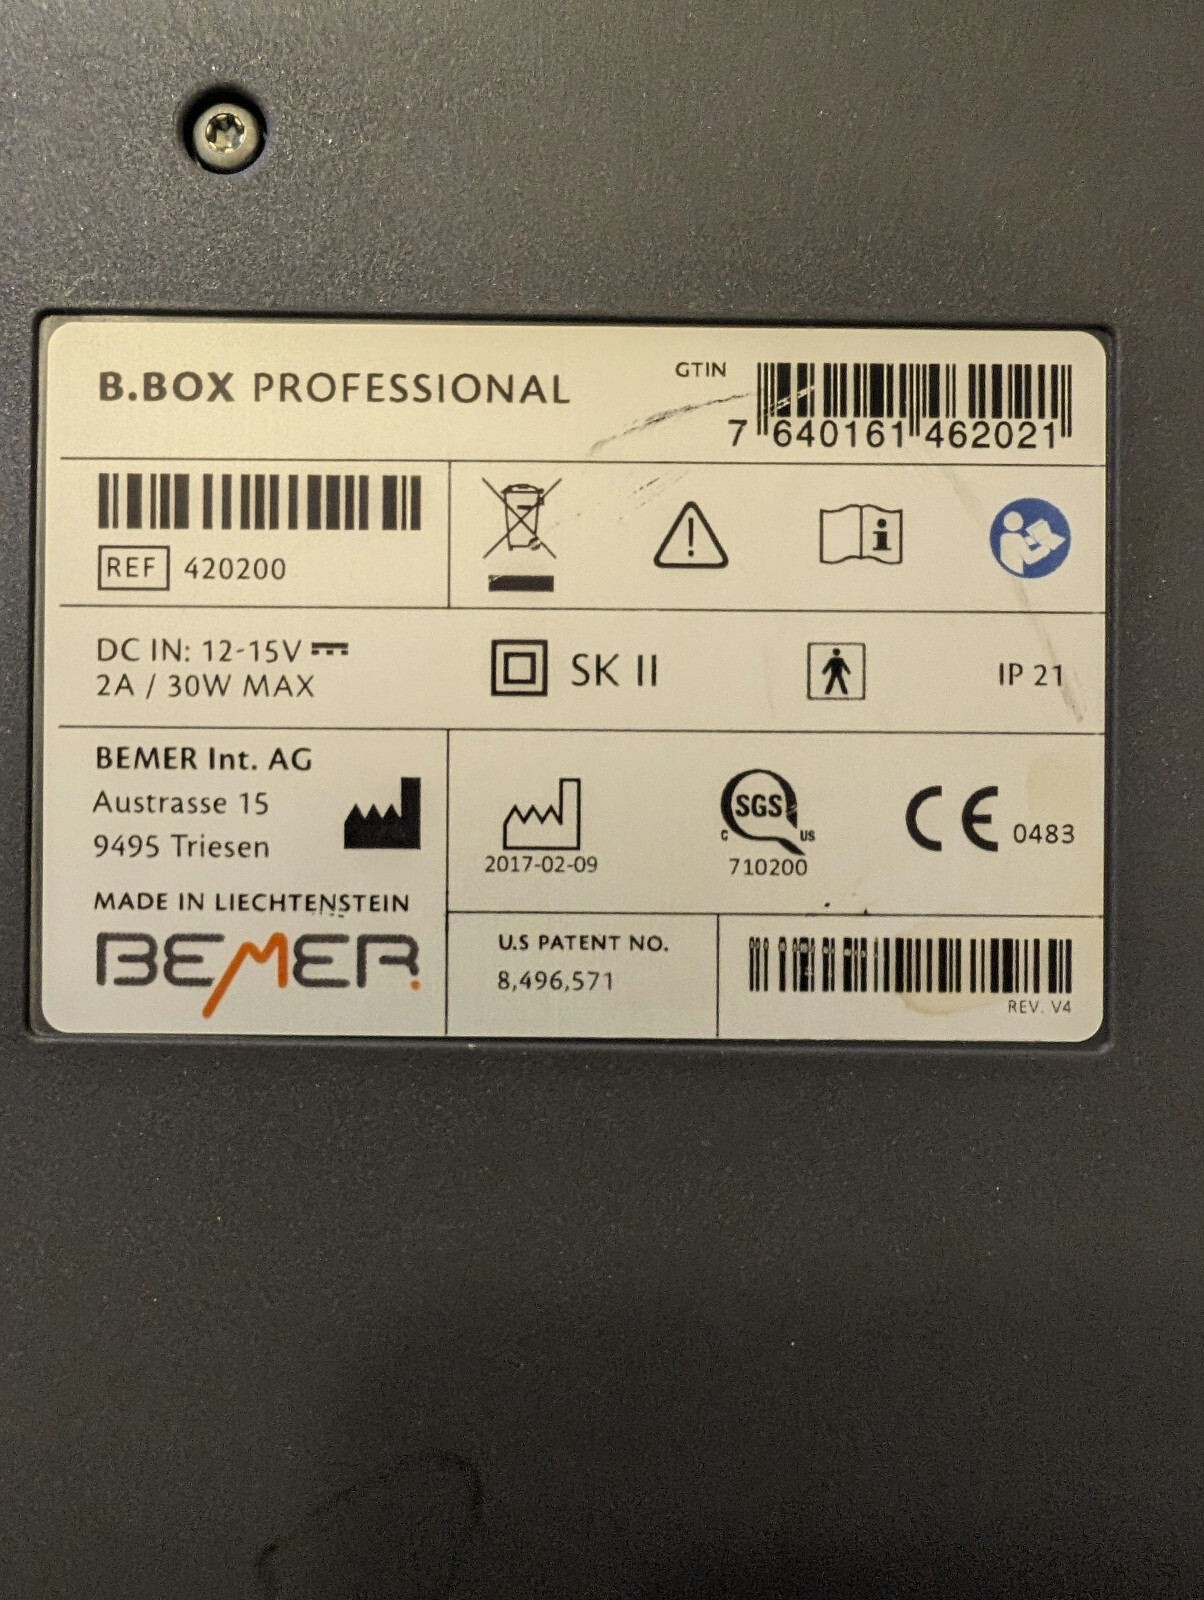 B.BOX PROFESSIONAL
GTIN
7 640161 462021
REF 420200
DC IN: 12-15V
2A / 30W MAX
SK II
IP 21
BEMER Int. AG
Austrasse 15
9495 Triesen
MADE IN LIECHTENSTEIN
BEMER
2017-02-09
SGS
C US
710200
CE 0483
U.S PATENT NO.
8,496,571
REV. V4